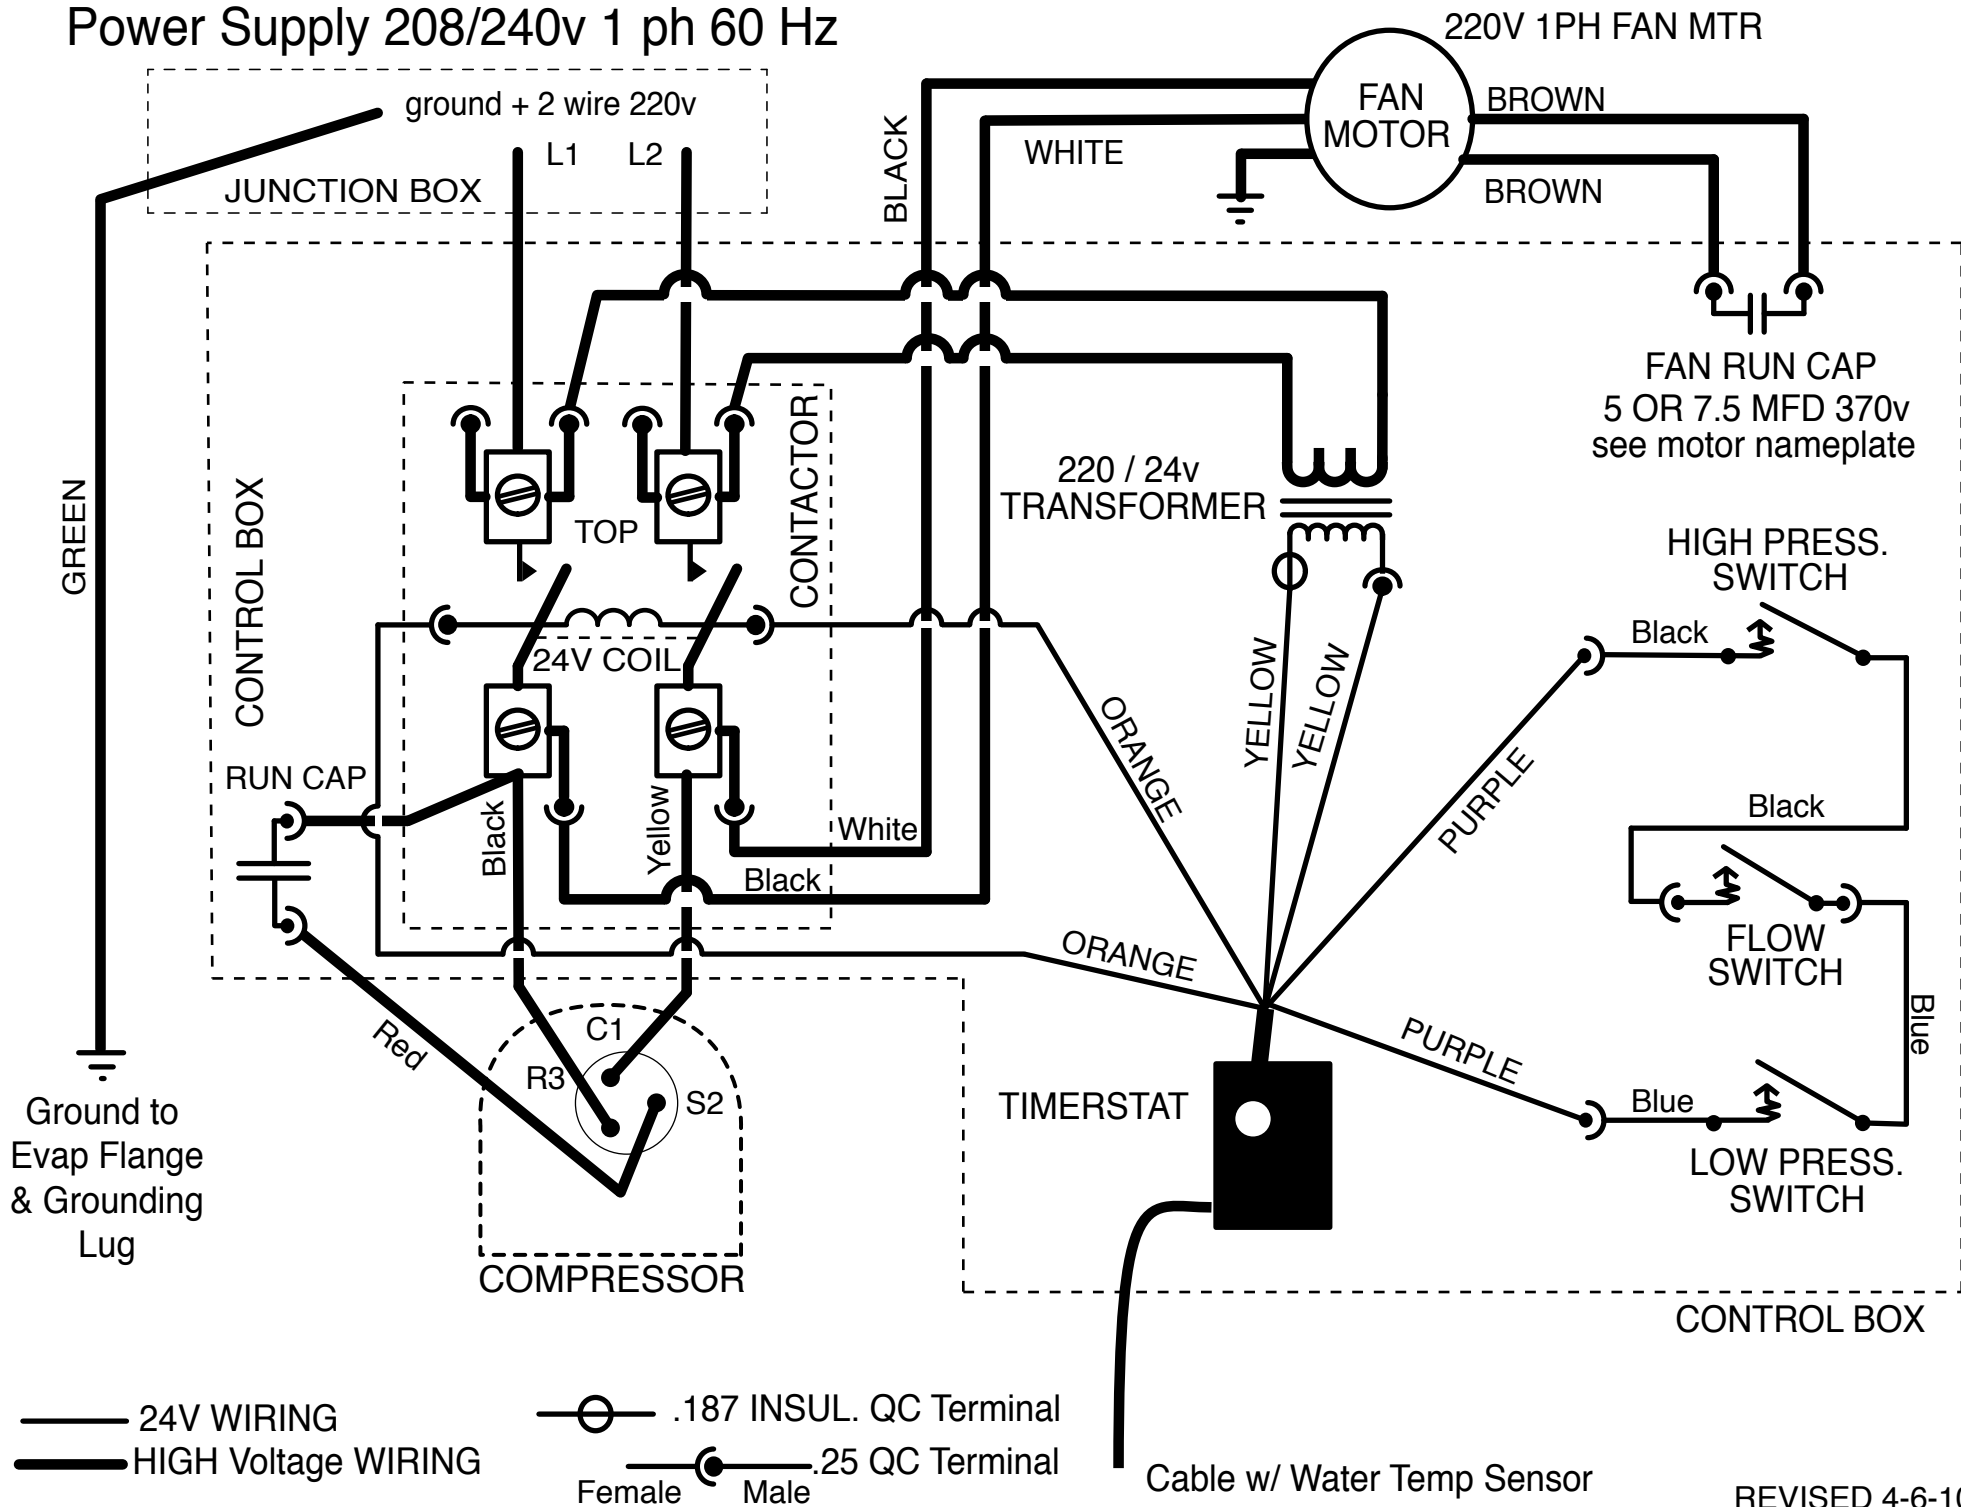 Power Supply 208/240v 1 ph 60 Hz
220V 1PH FAN MTR
ground + 2 wire 220v
L1
L2
JUNCTION BOX
BLACK
WHITE
FAN
MOTOR
BROWN
BROWN
FAN RUN CAP
5 OR 7.5 MFD 370v
see motor nameplate
GREEN
CONTROL BOX
CONTACTOR
TOP
24V COIL
220 / 24v
TRANSFORMER
HIGH PRESS.
SWITCH
Black
YELLOW
YELLOW
ORANGE
PURPLE
RUN CAP
Black
Yellow
White
Black
Black
FLOW
SWITCH
Blue
ORANGE
PURPLE
Red
C1
R3
S2
COMPRESSOR
TIMERSTAT
Blue
LOW PRESS.
SWITCH
Ground to
Evap Flange
& Grounding
Lug
CONTROL BOX
24V WIRING
HIGH Voltage WIRING
.187 INSUL. QC Terminal
.25 QC Terminal
Female
Male
Cable w/ Water Temp Sensor
REVISED 4-6-10